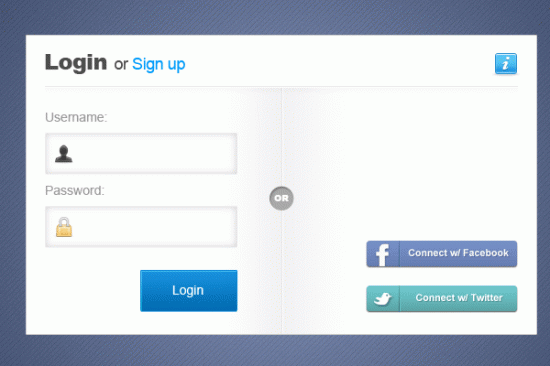 Login or Sign up
i
Username:
Password:
OR
Login
f Connect w/ Facebook
Connect w/ Twitter